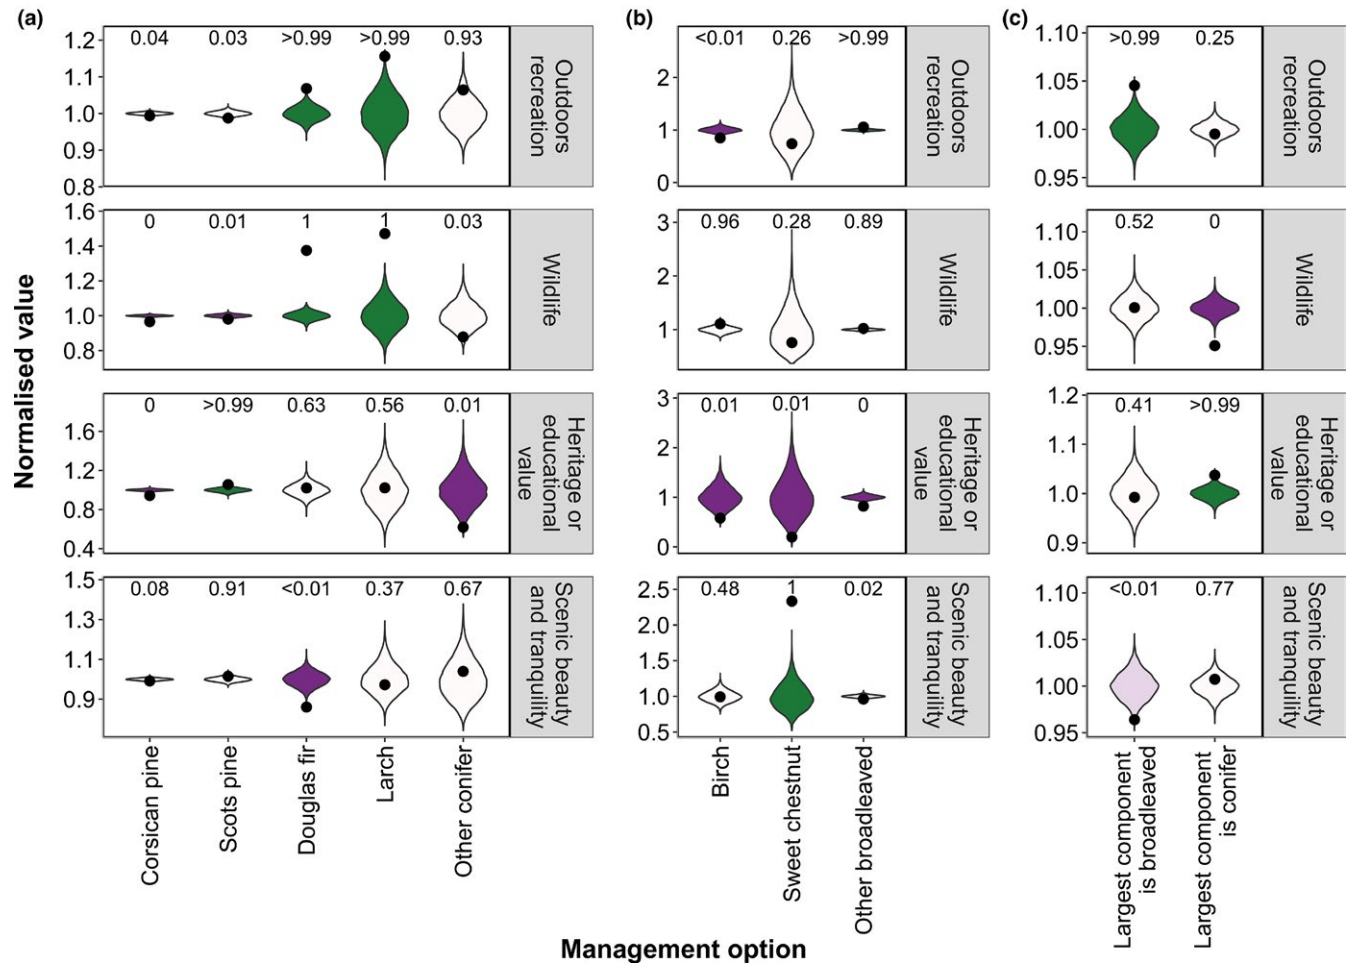 (a)
(b)
(c)
Normalised value
1.2
1.1
1.0
0.9
0.8
0.04 0.03 >0.99 >0.99 0.93
Outdoors
recreation
2
1
0
<0.01 0.26 >0.99
Outdoors
recreation
1.10
1.05
1.00
0.95
>0.99 0.25
Outdoors
recreation
1.6
1.4
1.2
1.0
0.8
0 0.01 1 1 0.03
Wildlife
3
2
1
0.96 0.28 0.89
Wildlife
1.10
1.05
1.00
0.95
0.52 0
Wildlife
1.6
1.2
0.8
0.4
0 >0.99 0.63 0.56 0.01
Heritage or
educational
value
3
2
1
0
0.01 0.01 0
Heritage or
educational
value
1.2
1.1
1.0
0.9
0.41 >0.99
Heritage or
educational
value
1.5
1.3
1.1
0.9
0.08 0.91 <0.01 0.37 0.67
Scenic beauty
and tranquility
2.5
2.0
1.5
1.0
0.5
0.48 1 0.02
Scenic beauty
and tranquility
1.10
1.05
1.00
0.95
<0.01 0.77
Scenic beauty
and tranquility
Corsican pine
Scots pine
Douglas fir
Larch
Other conifer
Birch
Sweet chestnut
Other broadleaved
Largest component
is broadleaved
Largest component
is conifer
Management option